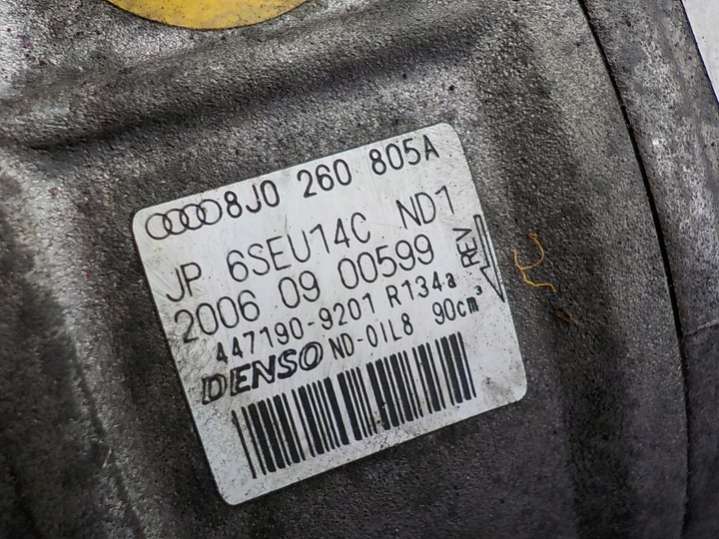 8J0 260 805A
JP 6SEU14C ND1
2006 09 00599 REV
447190-9201 R134a
DENSO ND-OIL8 90cm³